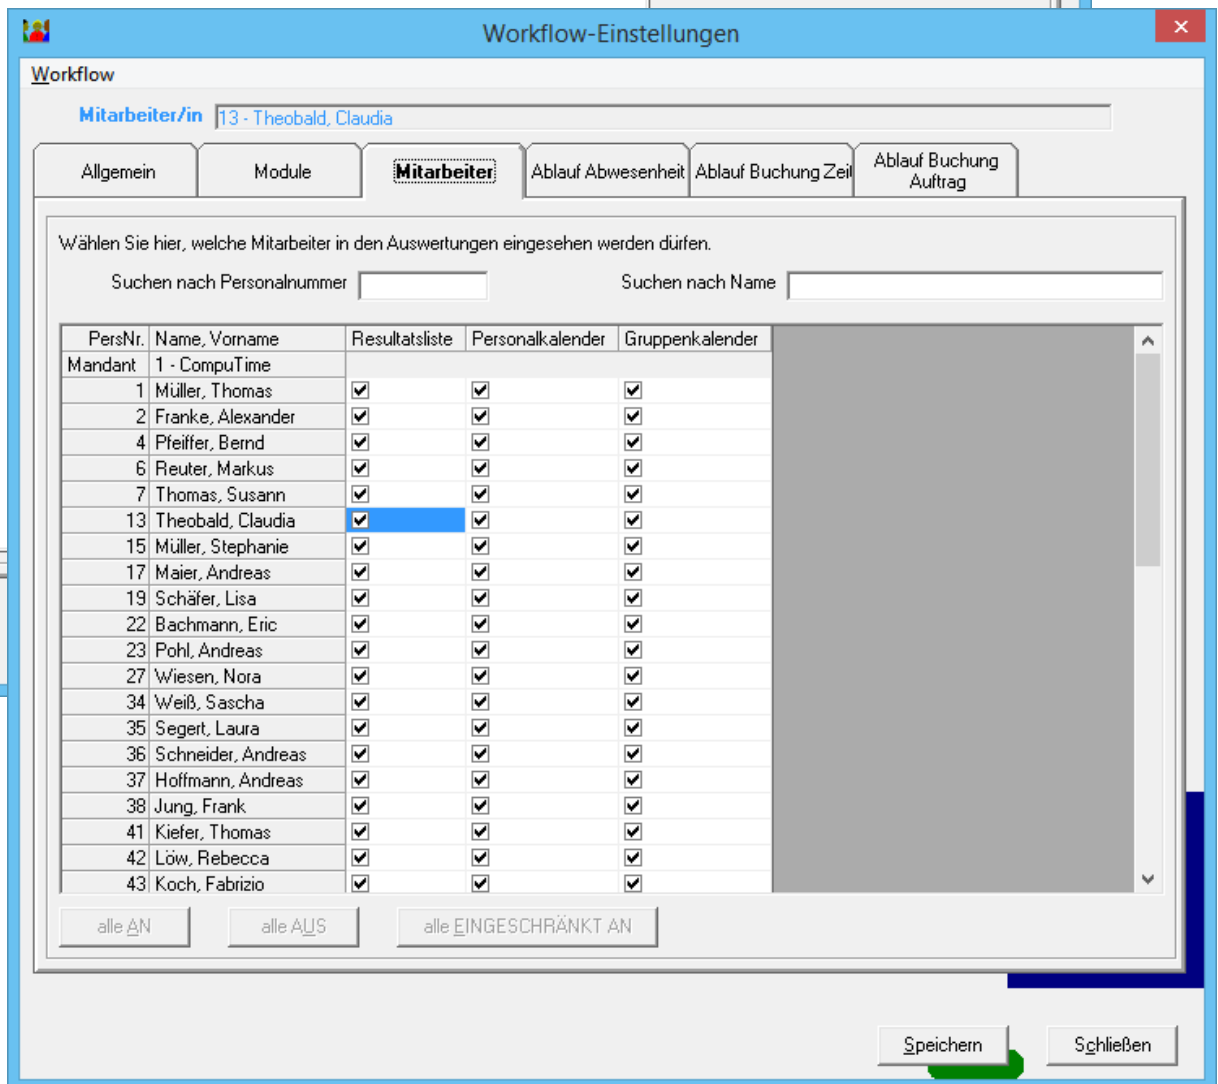 Workflow-Einstellungen
Workflow
Mitarbeiter/in 13 - Theobald, Claudia
Allgemein Module Mitarbeiter Ablauf Abwesenheit Ablauf Buchung Zeit Ablauf Buchung
Auftrag
Wählen Sie hier, welche Mitarbeiter in den Auswertungen eingesehen werden dürfen.
Suchen nach Personalnummer Suchen nach Name
PersNr. Name, Vorname Resultatsliste Personalkalender Gruppenkalender
Mandant 1 - CompuTime
1 Müller, Thomas
2 Franke, Alexander
4 Pfeiffer, Bernd
6 Reuter, Markus
7 Thomas, Susann
13 Theobald, Claudia
15 Müller, Stephanie
17 Maier, Andreas
19 Schäfer, Lisa
22 Bachmann, Eric
23 Pohl, Andreas
27 Wiesen, Nora
34 Weiß, Sascha
35 Segert, Laura
36 Schneider, Andreas
37 Hoffmann, Andreas
38 Jung, Frank
41 Kiefer, Thomas
42 Löw, Rebecca
43 Koch, Fabrizio
alle AN alle AUS alle EINGESCHRÄNKT AN
Speichern Schließen